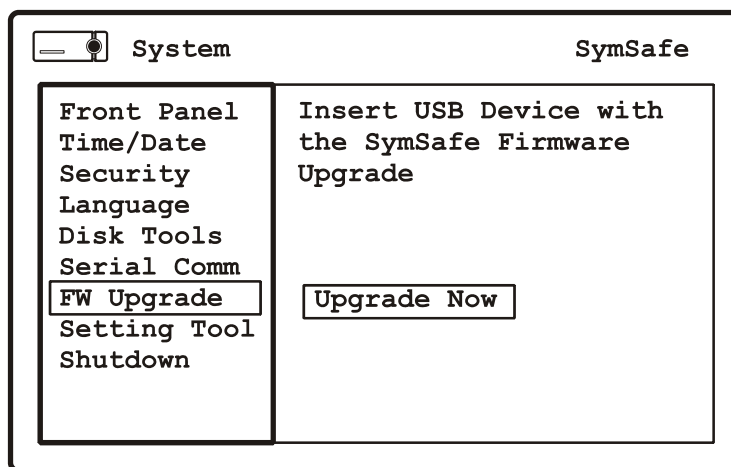 System
SymSafe
Front Panel
Time/Date
Security
Language
Disk Tools
Serial Comm
FW Upgrade
Setting Tool
Shutdown
Insert USB Device with
the SymSafe Firmware
Upgrade
Upgrade Now